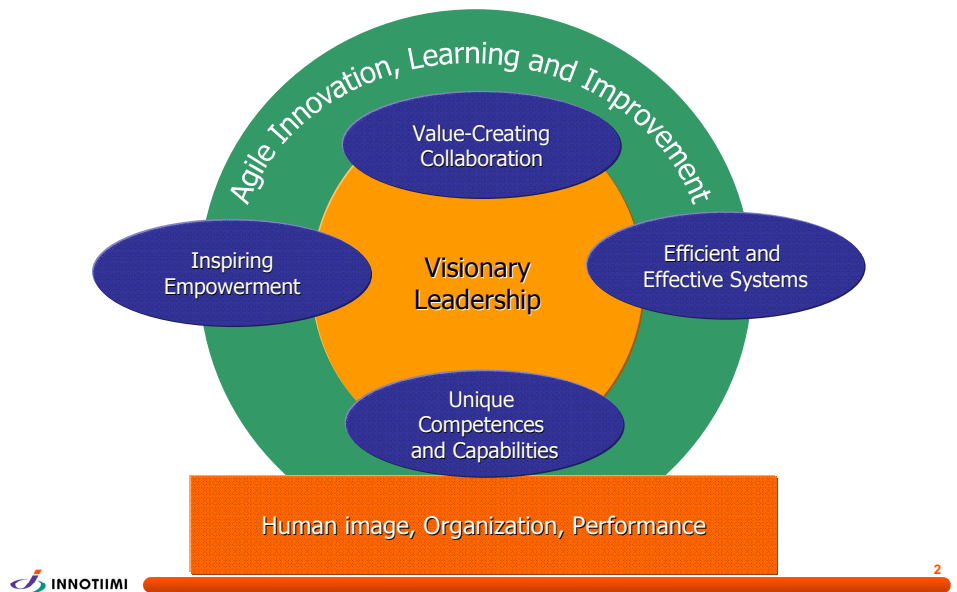 Agile Innovation, Learning and Improvement
Value-Creating
Collaboration
Inspiring
Empowerment
Visionary
Leadership
Efficient and
Effective Systems
Unique
Competences
and Capabilities
Human image, Organization, Performance
INNOTIIMI
2